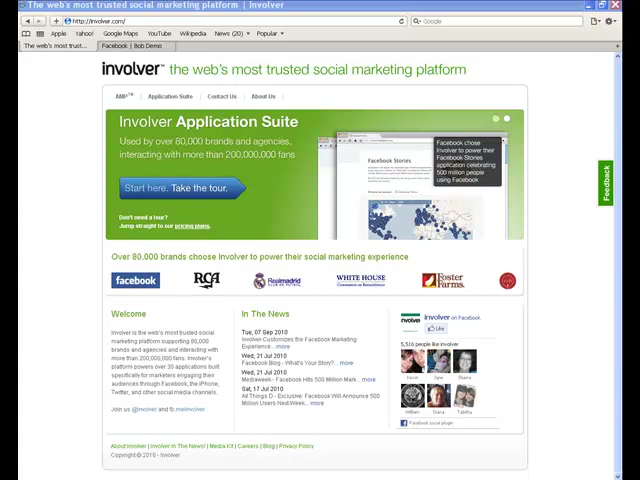 The web's most trusted social marketing platform | Involver
http://involver.com/
Google
Apple Yahoo! Google Maps YouTube Wikipedia News (20) Popular
The web's most trust...
Facebook | Bob Demo
involver™ the web's most trusted social marketing platform
AMP™ | Application Suite | Contact Us | About Us |
Involver Application Suite
Used by over 80,000 brands and agencies,
interacting with more than 200,000,000 fans
Start here. Take the tour.
Don't need a tour?
Jump straight to our pricing plans.
Facebook Stories
Facebook chose
Involver to power their
Facebook Stories
application celebrating
500 million people
using Facebook
Feedback
Over 80,000 brands choose Involver to power their social marketing experience
facebook
RCA
Realmadrid
WHITE HOUSE
Foster
Farms
Welcome
Involver is the web's most trusted social
marketing platform supporting 80,000
brands and agencies and interacting with
more than 200,000,000 fans. Involver's
platform powers over 30 applications built
specifically for marketers engaging their
audiences through Facebook, the iPhone,
Twitter, and other social media channels.
Join us @involver and fb.me/involver
In The News
Tue, 07 Sep 2010
Involver Customizes the Facebook Marketing
Experience...more
Wed, 21 Jul 2010
Facebook Blog - What's Your Story?... more
Wed, 21 Jul 2010
Mediaweek - Facebook Hits 500 Million Mark... more
Sat, 17 Jul 2010
All Things D - Exclusive: Facebook Will Announce 500
Million Users Next Week... more
involver
involver on Facebook
Like
5,516 people like involver
Kevin Jane Sherra
William Diana Tabitha
Facebook social plugin
About Involver | Involver In The News! | Media Kit | Careers | Blog | Privacy Policy
Copyright © 2010 - Involver